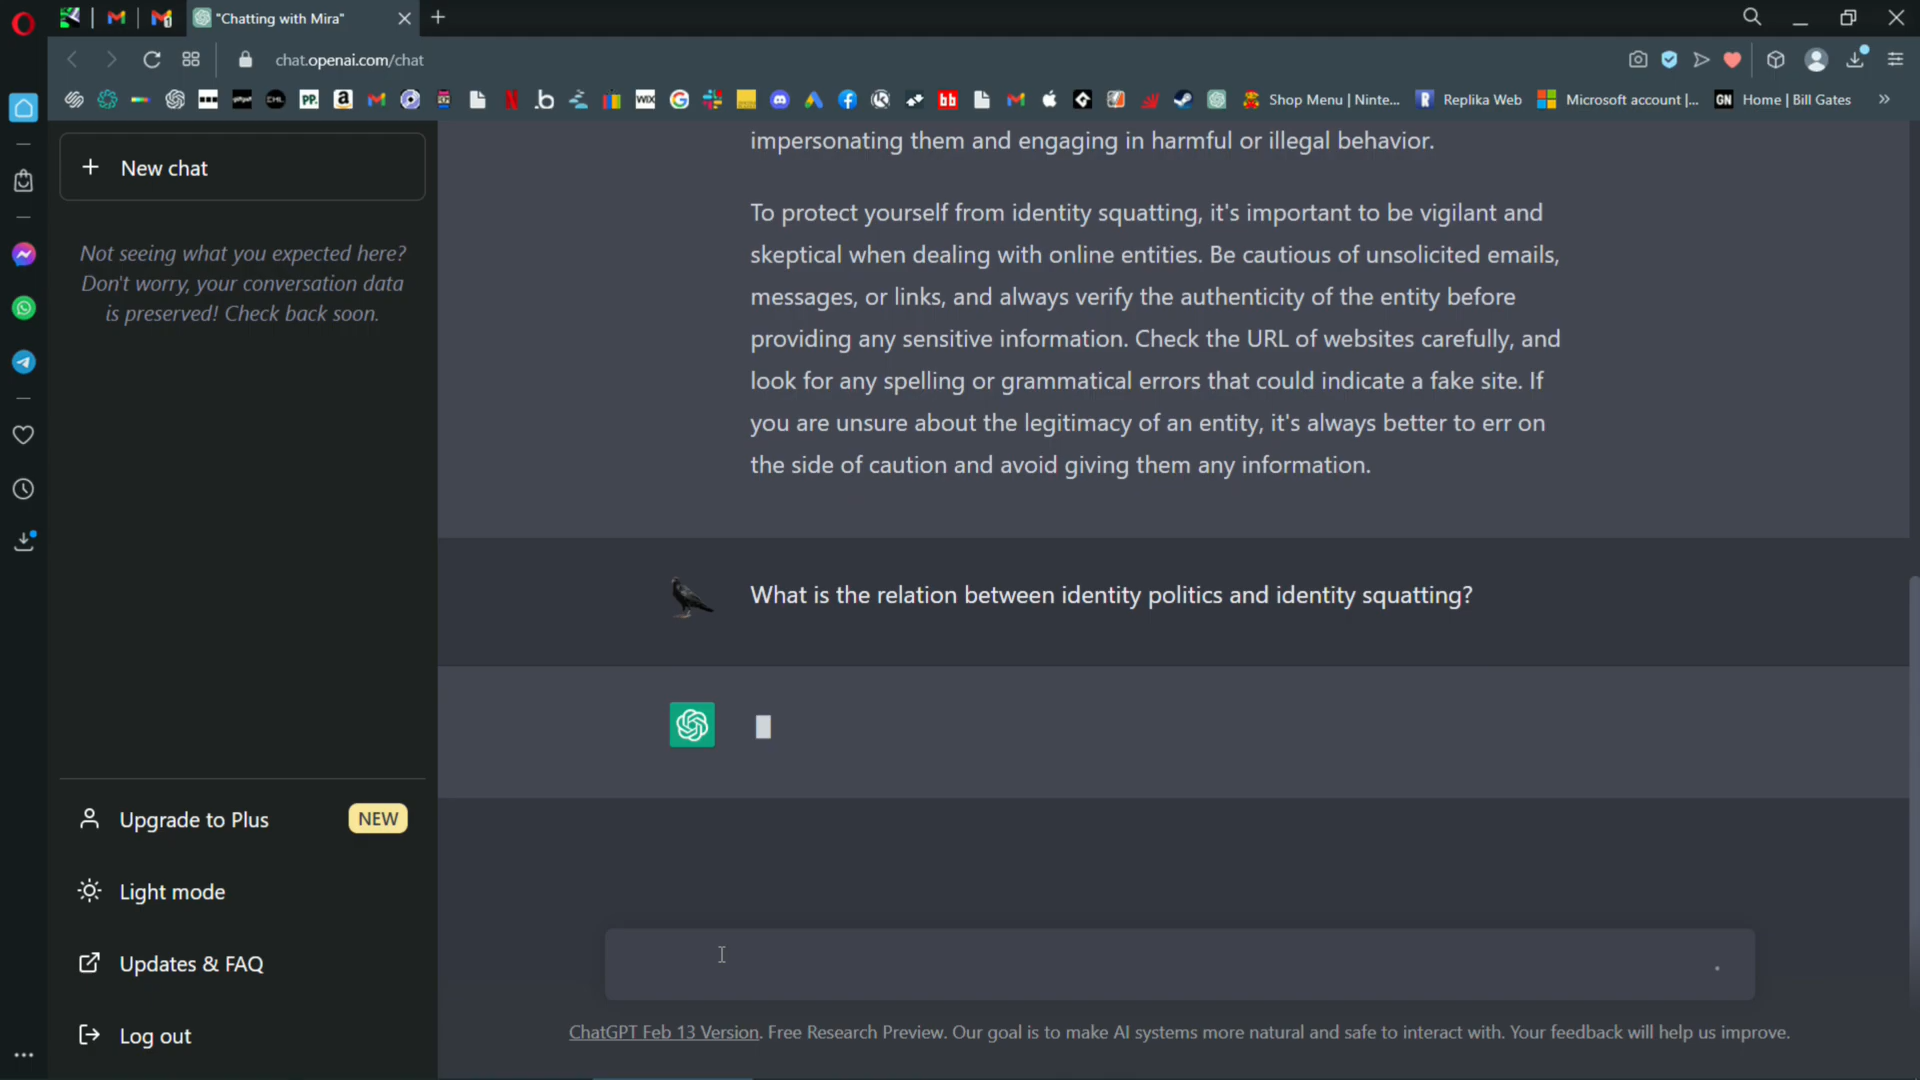 "Chatting with Mira"
chat.openai.com/chat
PP.
a
.b
WIX
G
bb
Shop Menu | Ninte...
R Replika Web
Microsoft account |...
GN Home | Bill Gates
New chat
Not seeing what you expected here?
Don't worry, your conversation data
is preserved! Check back soon.
impersonating them and engaging in harmful or illegal behavior.
To protect yourself from identity squatting, it's important to be vigilant and
skeptical when dealing with online entities. Be cautious of unsolicited emails,
messages, or links, and always verify the authenticity of the entity before
providing any sensitive information. Check the URL of websites carefully, and
look for any spelling or grammatical errors that could indicate a fake site. If
you are unsure about the legitimacy of an entity, it's always better to err on
the side of caution and avoid giving them any information.
What is the relation between identity politics and identity squatting?
Upgrade to Plus NEW
Light mode
Updates & FAQ
Log out
ChatGPT Feb 13 Version. Free Research Preview. Our goal is to make AI systems more natural and safe to interact with. Your feedback will help us improve.